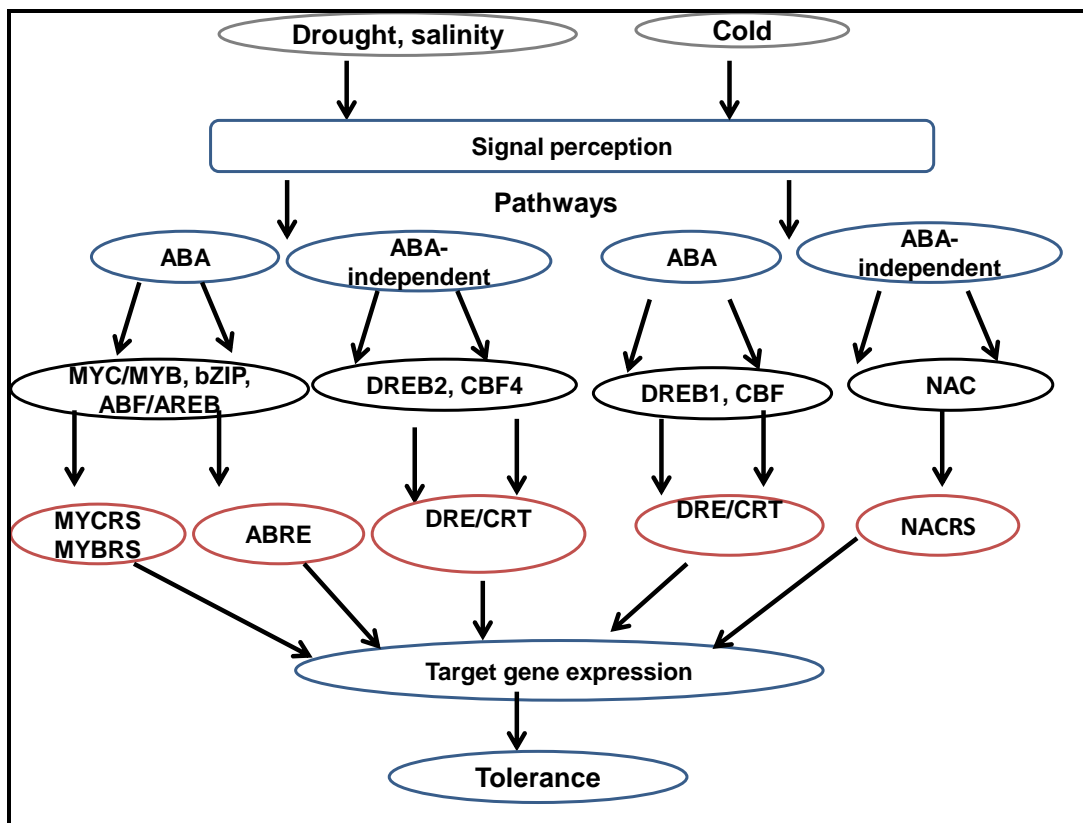 Drought, salinity
Cold
Signal perception
Pathways
ABA
ABA-
independent
ABA
ABA-
independent
MYC/MYB, bZIP,
ABF/AREB
DREB2, CBF4
DREB1, CBF
NAC
MYCRS
MYBRS
ABRE
DRE/CRT
DRE/CRT
NACRS
Target gene expression
Tolerance